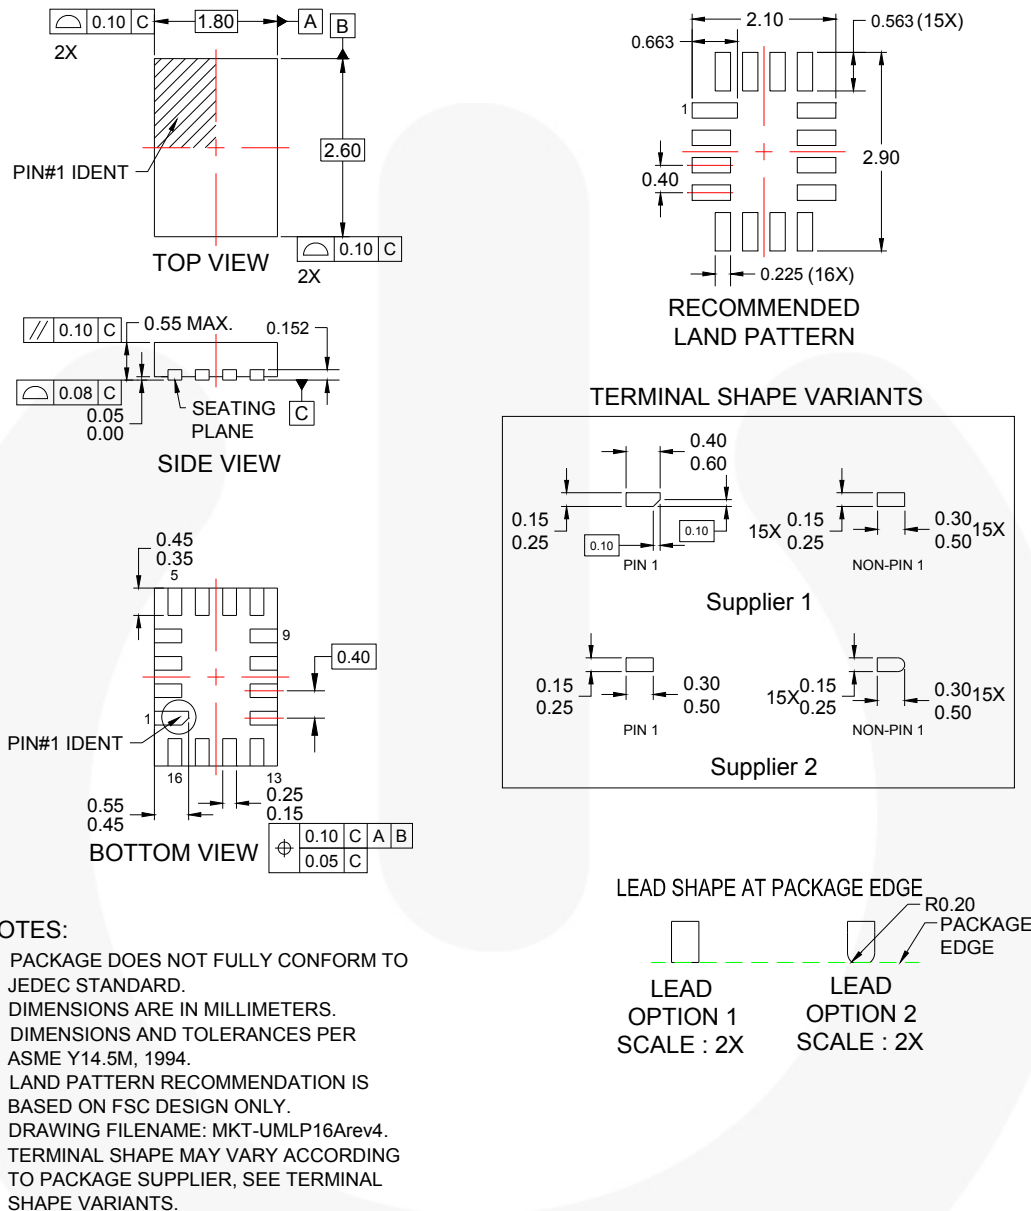 0.10 C
1.80
A
B
2X
2.60
PIN#1 IDENT
0.10 C
TOP VIEW
2X
2.10
0.563 (15X)
0.663
1
2.90
0.40
0.225 (16X)
RECOMMENDED
LAND PATTERN
// 0.10 C
0.55 MAX.
0.152
0.08 C
0.05
0.00
SEATING
PLANE
C
SIDE VIEW
TERMINAL SHAPE VARIANTS
0.40
0.60
0.15
0.25
0.10
0.10
PIN 1
15X
0.15
0.25
0.30
0.50
15X
NON-PIN 1
Supplier 1
0.15
0.25
0.30
0.50
PIN 1
15X
0.15
0.25
0.30
0.50
15X
NON-PIN 1
Supplier 2
0.45
0.35
5
9
0.40
1
PIN#1 IDENT
16
13
0.25
0.15
0.55
0.45
0.10 C A B
0.05 C
BOTTOM VIEW
LEAD SHAPE AT PACKAGE EDGE
R0.20
PACKAGE
EDGE
LEAD
OPTION 1
SCALE : 2X
LEAD
OPTION 2
SCALE : 2X
OTES:
PACKAGE DOES NOT FULLY CONFORM TO
JEDEC STANDARD.
DIMENSIONS ARE IN MILLIMETERS.
DIMENSIONS AND TOLERANCES PER
ASME Y14.5M, 1994.
LAND PATTERN RECOMMENDATION IS
BASED ON FSC DESIGN ONLY.
DRAWING FILENAME: MKT-UMLP16Arev4.
TERMINAL SHAPE MAY VARY ACCORDING
TO PACKAGE SUPPLIER, SEE TERMINAL
SHAPE VARIANTS.